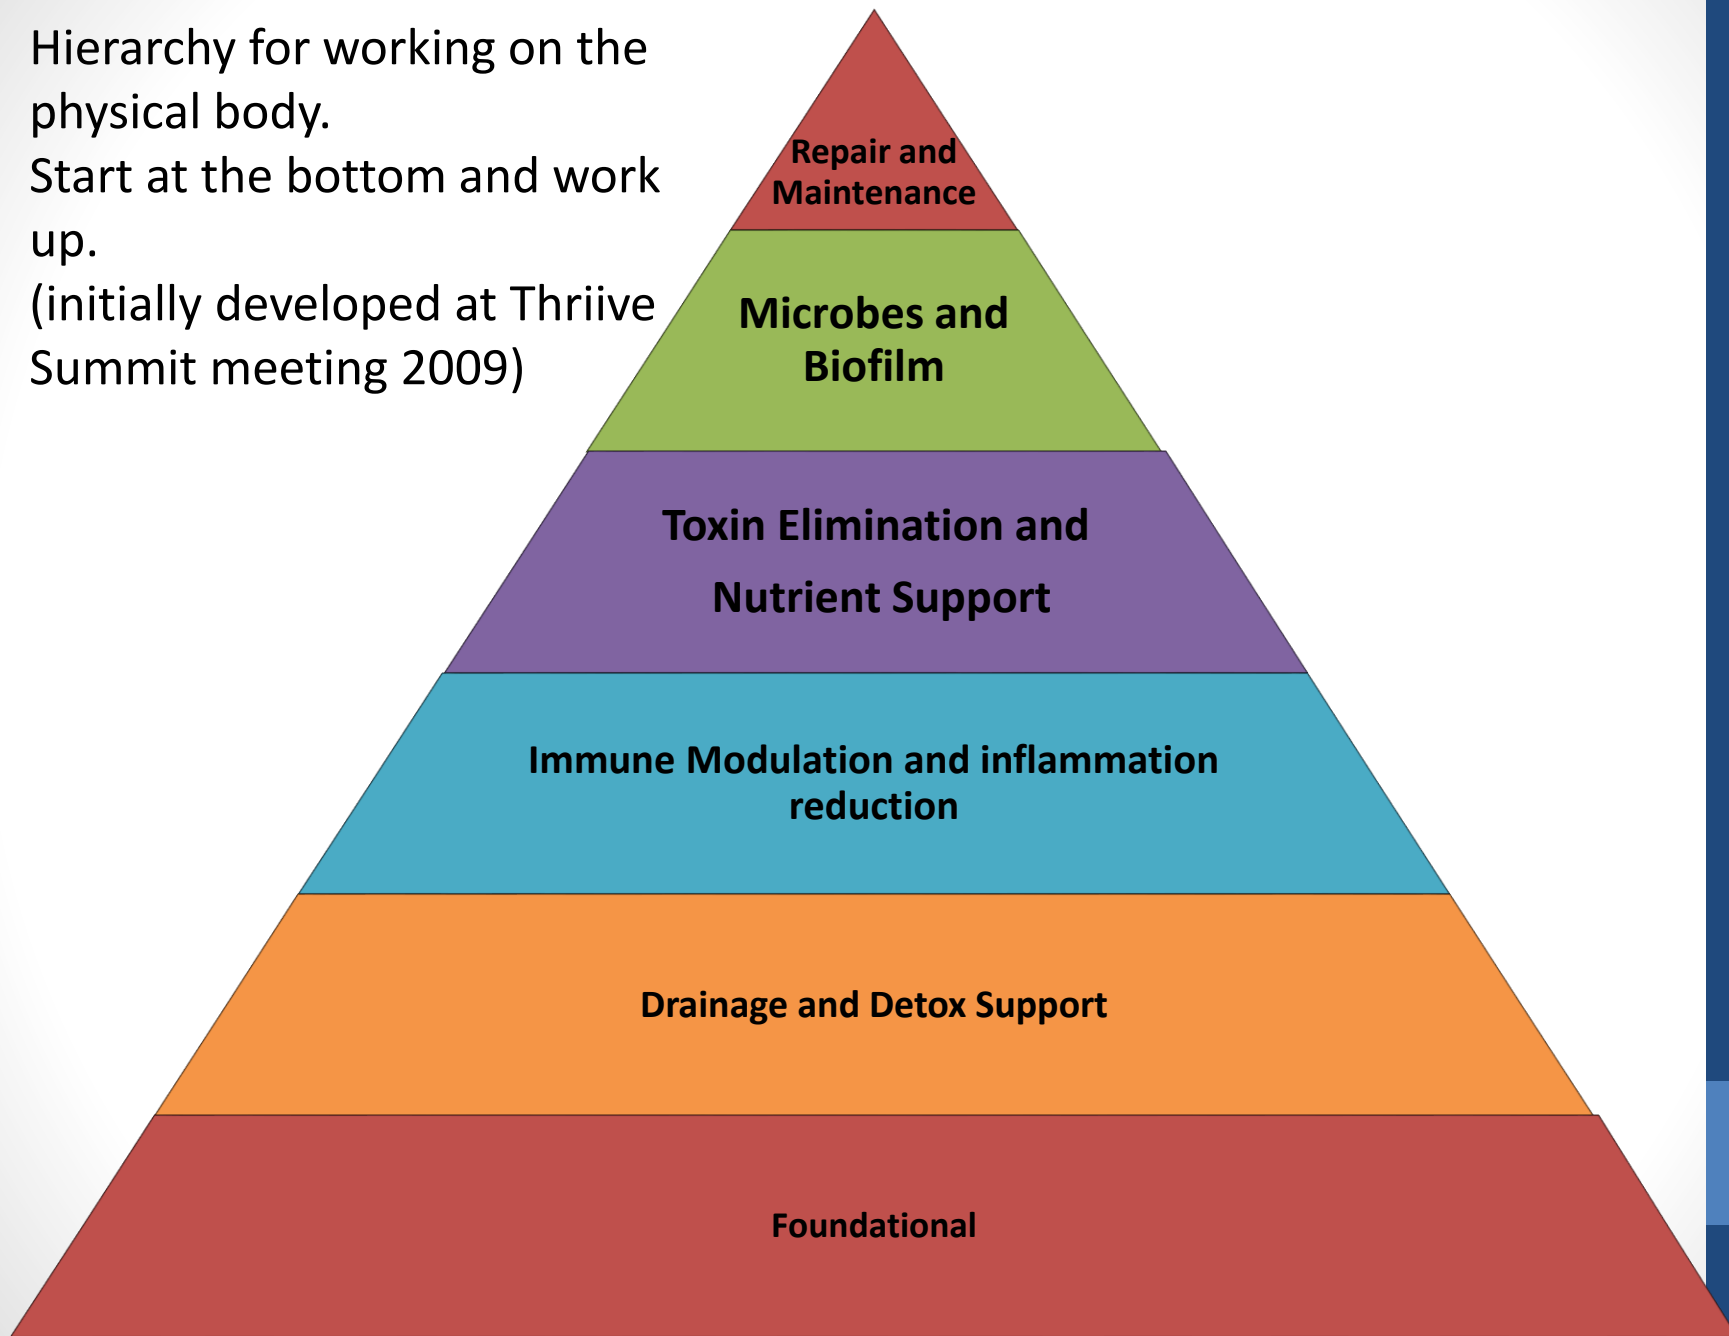 Hierarchy for working on the
physical body.
Start at the bottom and work
up.
(initially developed at Thriive
Summit meeting 2009)
Repair and
Maintenance
Microbes and
Biofilm
Toxin Elimination and
Nutrient Support
Immune Modulation and inflammation
reduction
Drainage and Detox Support
Foundational